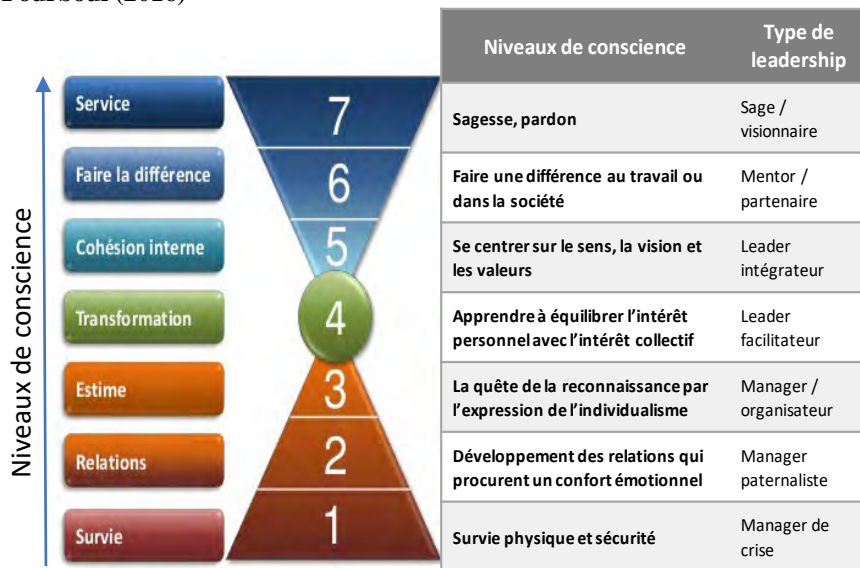 Niveaux de conscience
Type de
leadership
Service
7
Sagesse, pardon
Sage /
visionnaire
Faire la différence
6
Faire une différence au travail ou
dans la société
Mentor /
partenaire
Cohésion interne
5
Se centrer sur le sens, la vision et
les valeurs
Leader
intégrateur
Transformation
4
Apprendre à équilibrer l’intérêt
personnel avec l’intérêt collectif
Leader
facilitateur
Estime
3
La quête de la reconnaissance par
l’expression de l’individualisme
Manager /
organisateur
Relations
2
Développement des relations qui
procurent un confort émotionnel
Manager
paternaliste
Survie
1
Survie physique et sécurité
Manager de
crise
Niveaux de conscience